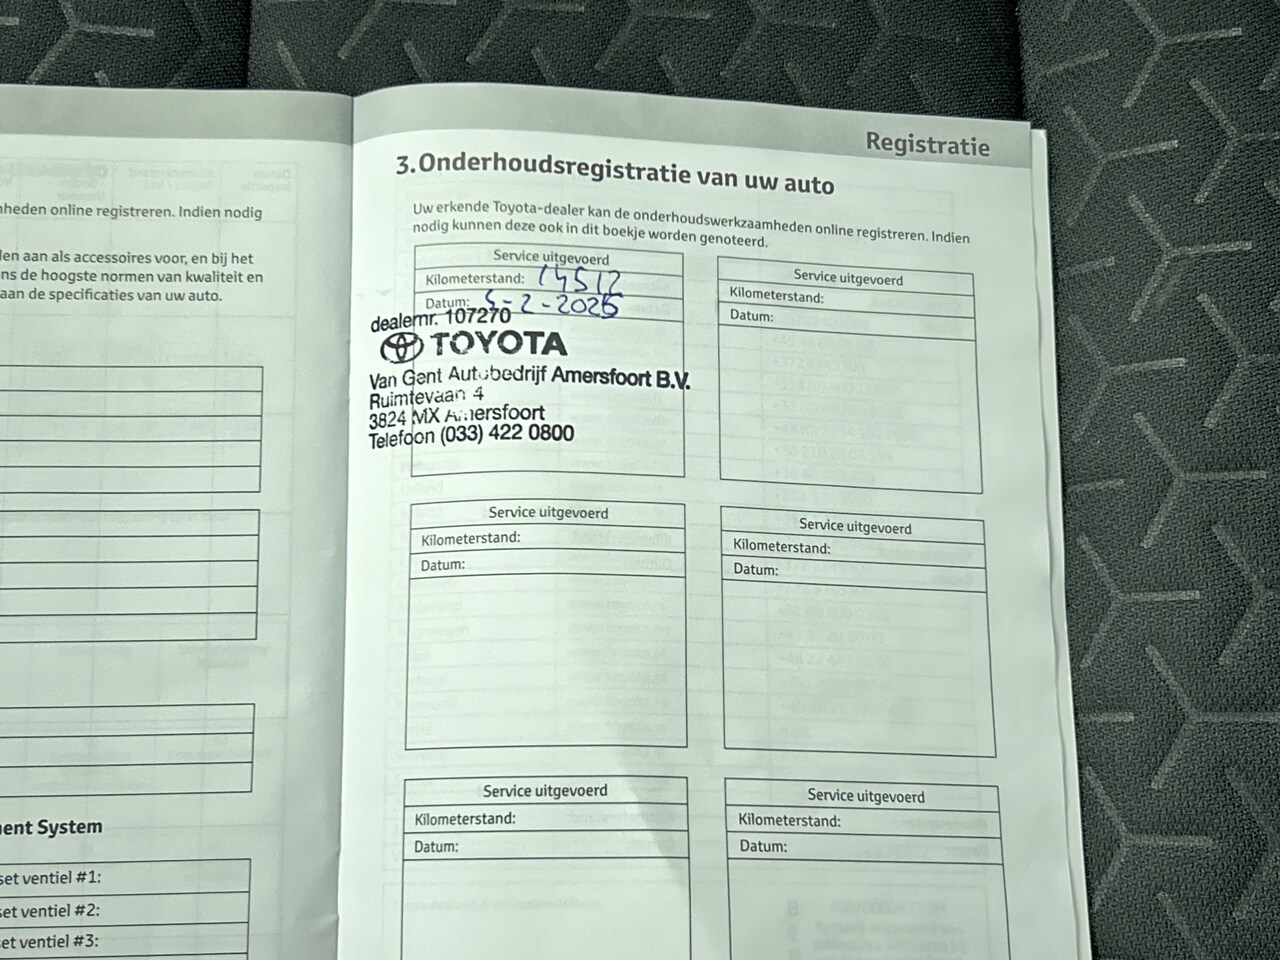 heden online registreren. Indien nodig
len aan als accessoires voor, en bij het
ns de hoogste normen van kwaliteit en
aan de specificaties van uw auto.
ent System
set ventiel #1:
set ventiel #2:
set ventiel #3:
Registratie
3. Onderhoudsregistratie van uw auto
Uw erkende Toyota-dealer kan de onderhoudswerkzaamheden online registreren. Indien
nodig kunnen deze ook in dit boekje worden genoteerd.
Service uitgevoerd
Kilometerstand: 14512
Datum: 5-2-2025
dealernr. 107270
TOYOTA
Van Gent Autobedrijf Amersfoort B.V.
Ruimtevaart 4
3824 MX Amersfoort
Telefoon (033) 422 0800
Service uitgevoerd
Kilometerstand:
Datum:
Service uitgevoerd
Kilometerstand:
Datum:
Service uitgevoerd
Kilometerstand:
Datum:
Service uitgevoerd
Kilometerstand:
Datum:
Service uitgevoerd
Kilometerstand:
Datum: